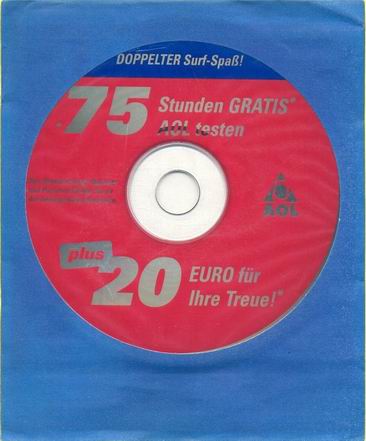 DOPPELTER Surf-Spaß!
75 Stunden GRATIS*
AOL testen
AOL
plus
20 EURO für
Ihre Treue!*